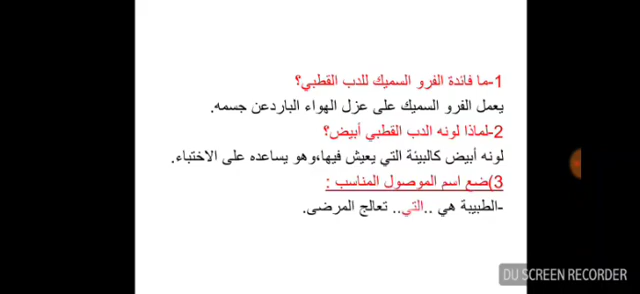 1-ما فائدة الفرو السميك للدب القطبي؟
يعمل الفرو السميك على عزل الهواء الباردعن جسمه.
2-لماذا لونه الدب القطبي أبيض؟
لونه أبيض كالبيئة التي يعيش فيها،وهو يساعده على الاختباء.
3)ضع اسم الموصول المناسب :
-الطبيبة هي ..التي.. تعالج المرضى.
DU SCREEN RECORDER